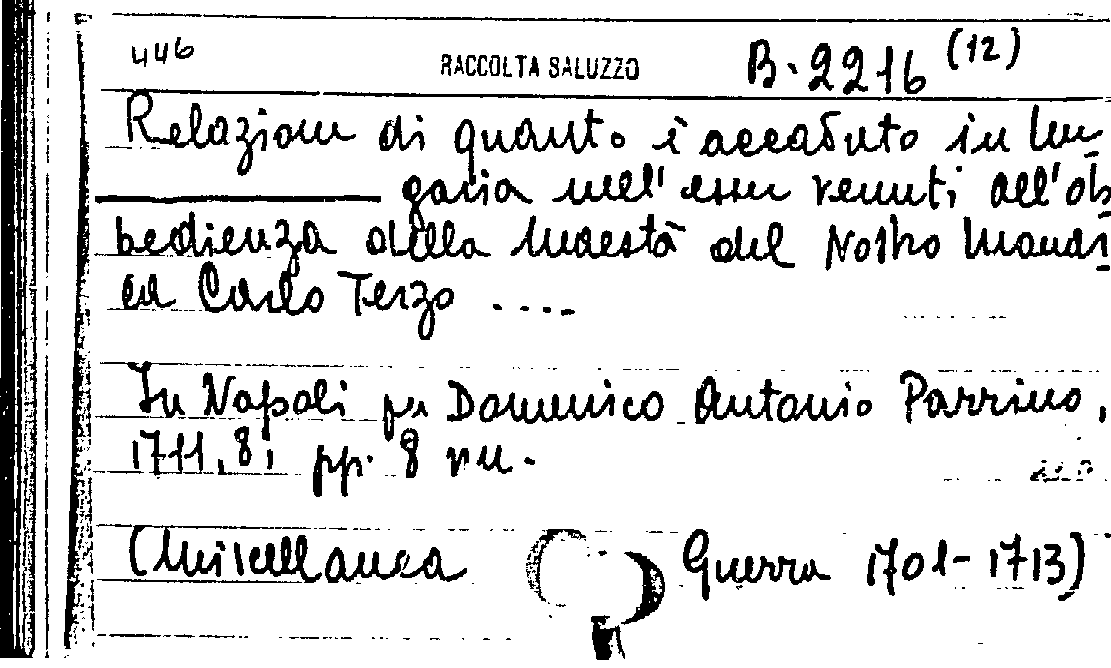 446 RACCOLTA SALUZZO B.2216 (12)
Relazione di quanto è accaduto in Un
garia nell'esser venuti all'ob
bedienza della Maestà del Nostro Monar
ca Carlo Terzo ....
In Napoli per Domenico Antonio Parrino,
1711, 8, pp. 8 nn.
(Miscellanea Guerra 1701-1713)